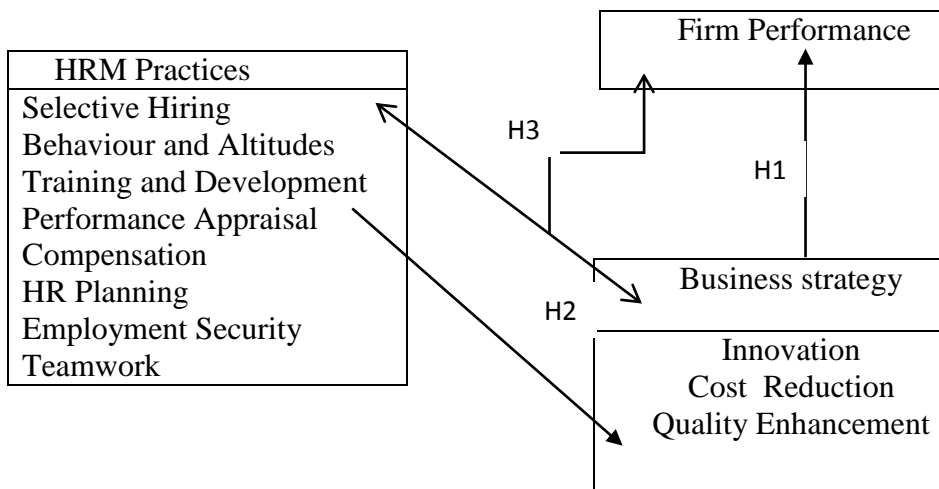 Firm Performance
HRM Practices
Selective Hiring
Behaviour and Altitudes
Training and Development
Performance Appraisal
Compensation
HR Planning
Employment Security
Teamwork
H3
H1
H2
Business strategy
Innovation
Cost Reduction
Quality Enhancement